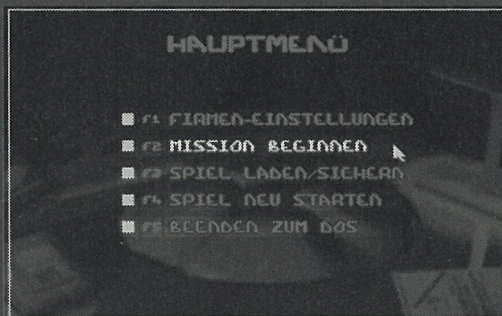 HAUPTMENÜ
F1 FIRMEN-EINSTELLUNGEN
F2 MISSION BEGINNEN
F3 SPIEL LADEN/SICHERN
F4 SPIEL NEU STARTEN
F5 BEENDEN ZUM DOS